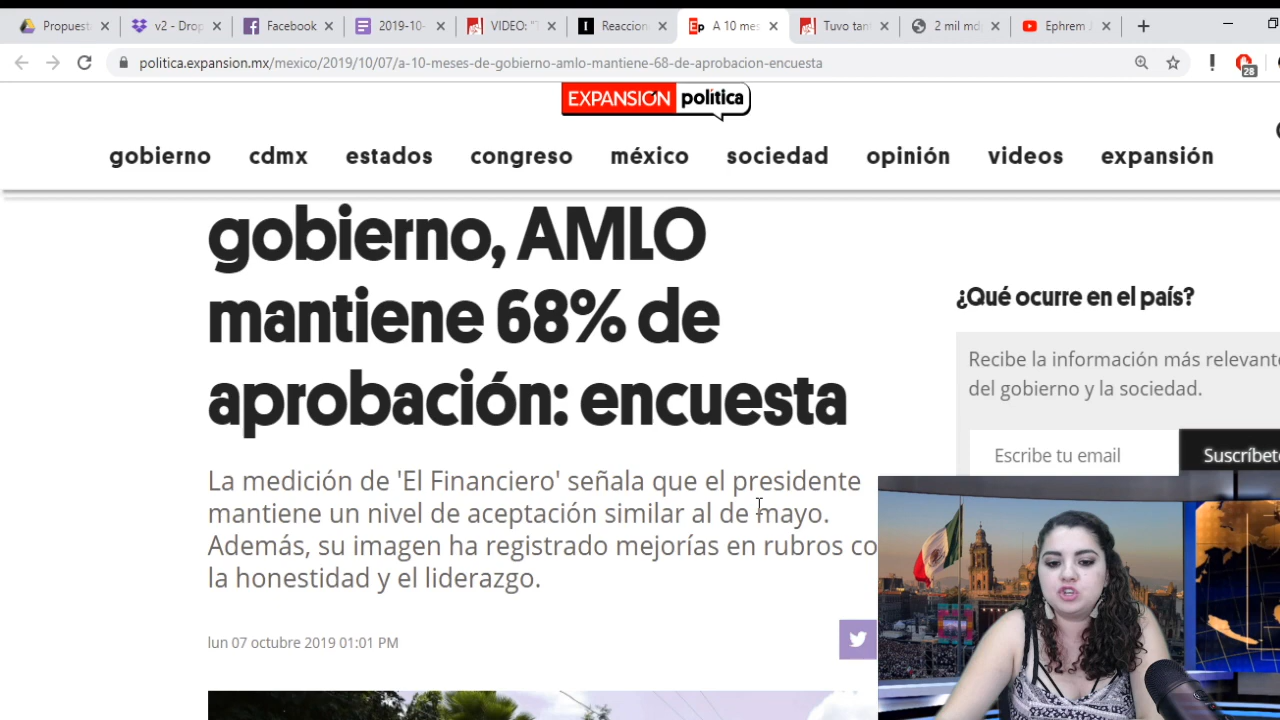 Propuest
v2 - Drop
Facebook
2019-10-
VIDEO: "
Reaccion
A 10 mes
Tuvo tan
2 mil md
Ephrem J
politica.expansion.mx/mexico/2019/10/07/a-10-meses-de-gobierno-amlo-mantiene-68-de-aprobacion-encuesta
28
EXPANSIÓN política
gobierno cdmx estados congreso méxico sociedad opinión videos expansión
gobierno, AMLO
mantiene 68% de
aprobación: encuesta
La medición de 'El Financiero' señala que el presidente
mantiene un nivel de aceptación similar al de mayo.
Además, su imagen ha registrado mejorías en rubros co
la honestidad y el liderazgo.
lun 07 octubre 2019 01:01 PM
¿Qué ocurre en el país?
Recibe la información más relevante
del gobierno y la sociedad.
Escribe tu email
Suscríbete